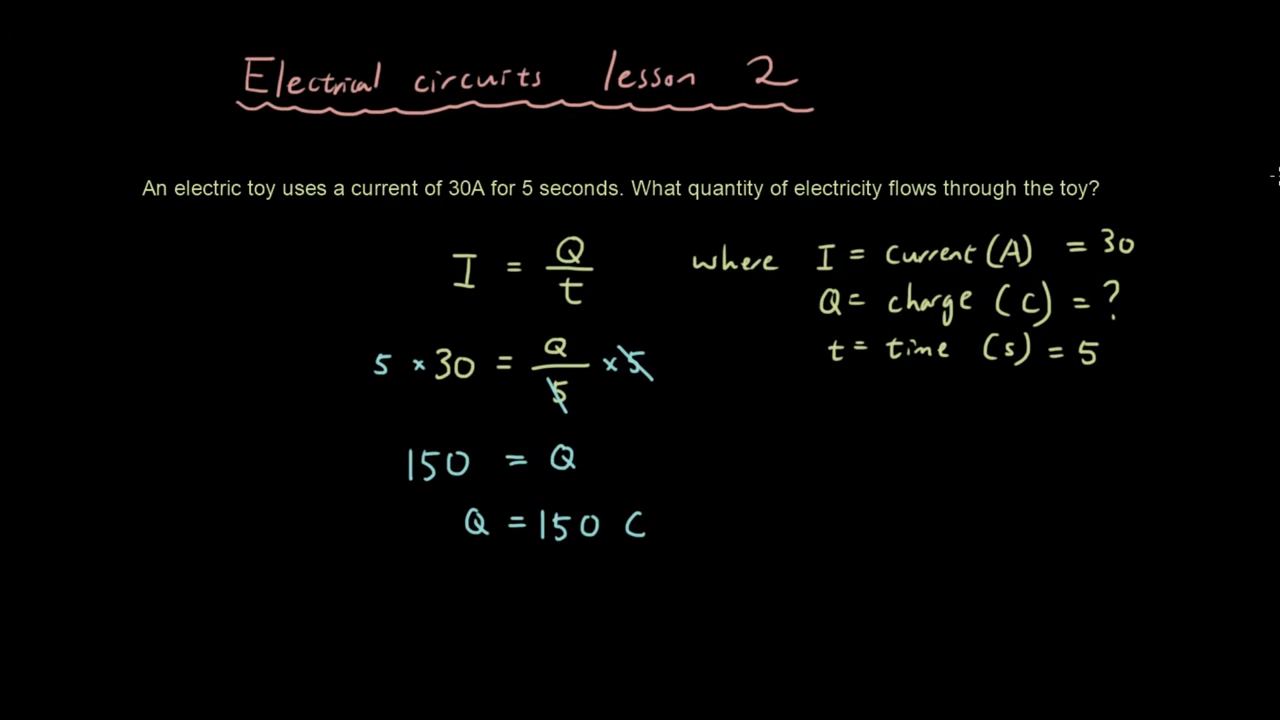 Electrical circuits lesson 2
An electric toy uses a current of 30A for 5 seconds. What quantity of electricity flows through the toy?
I = Q/t where I = current (A) = 30
Q = charge (C) = ?
t = time (s) = 5
5 × 30 = Q/5 × 5
150 = Q
Q = 150 C